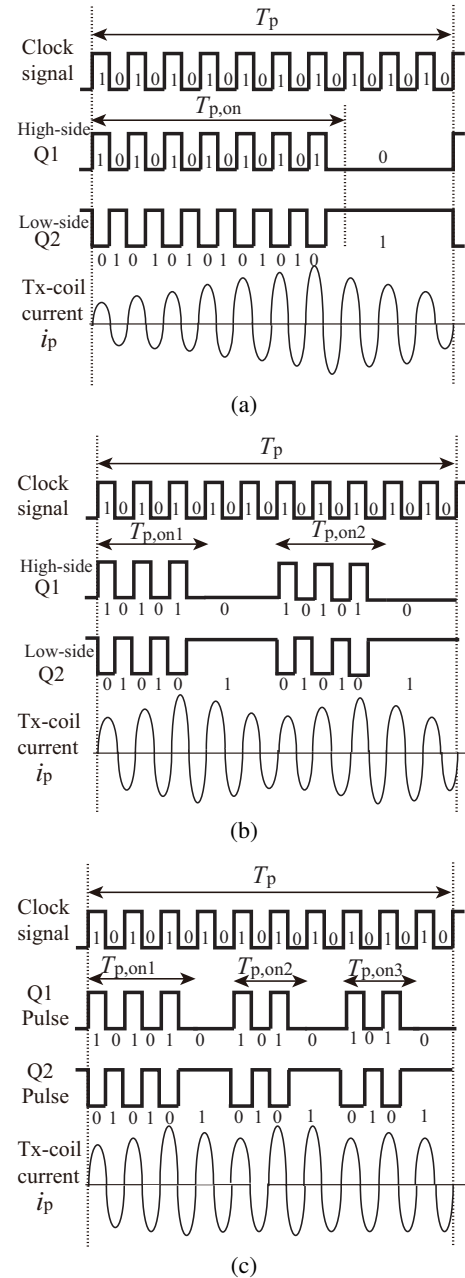 Tp
Clock signal
1 0 1 0 1 0 1 0 1 0 1 0 1 0 1 0 1 0 1 0
Tp,on
High-side Q1
1 0 1 0 1 0 1 0 1 0 1 0 1 0
Low-side Q2
0 1 0 1 0 1 0 1 0 1 0 1 0 1
Tx-coil current ip
(a)
Tp
Clock signal
1 0 1 0 1 0 1 0 1 0 1 0 1 0 1 0 1 0 1 0
Tp,on1 Tp,on2
High-side Q1
1 0 1 0 1 0 1 0 1 0 1 0
Low-side Q2
0 1 0 1 0 1 0 1 0 1 0 1
Tx-coil current ip
(b)
Tp
Clock signal
1 0 1 0 1 0 1 0 1 0 1 0 1 0 1 0 1 0 1 0
Tp,on1 Tp,on2 Tp,on3
Q1 Pulse
1 0 1 0 1 0 1 0 1 0 1 0 1 0
Q2 Pulse
0 1 0 1 0 1 0 1 0 1 0 1 0 1
Tx-coil current ip
(c)